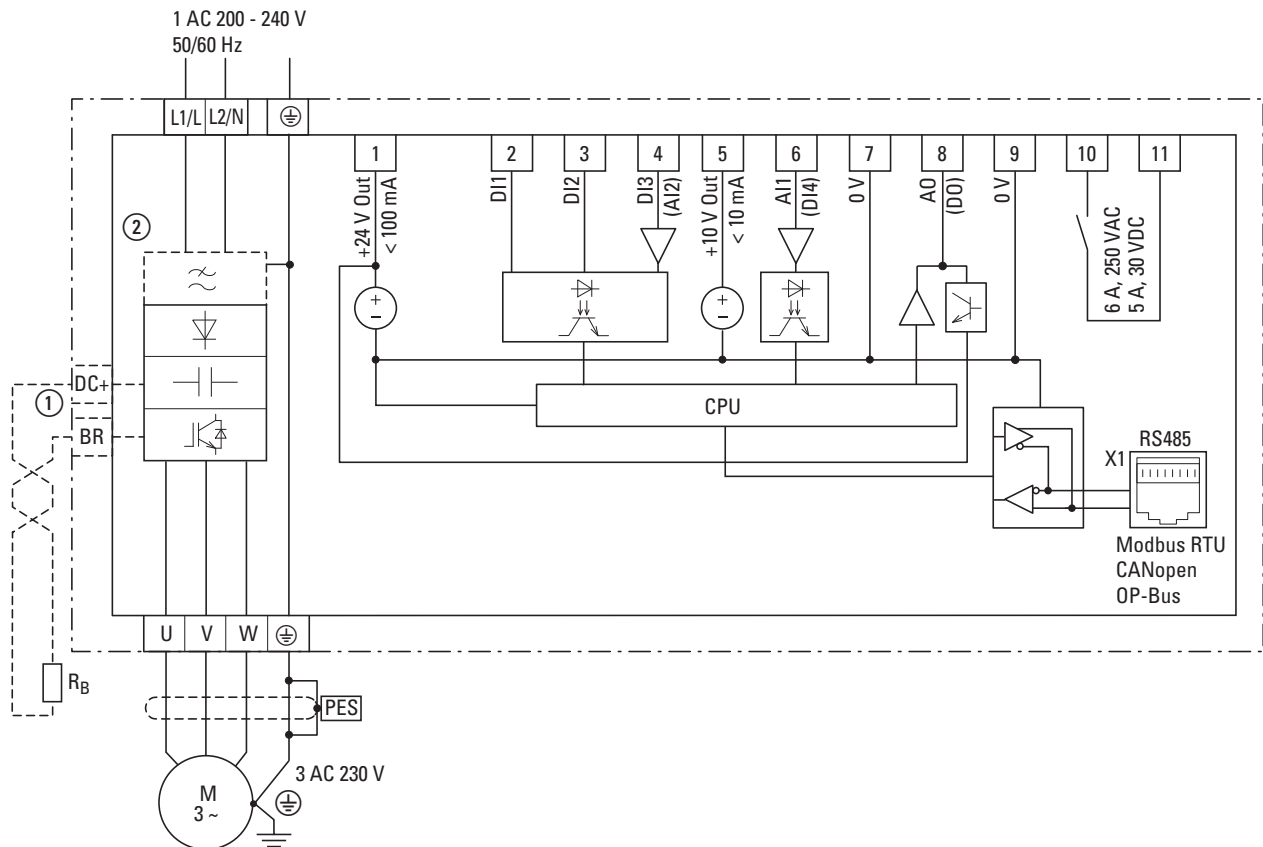 1 AC 200 - 240 V
50/60 Hz
L1/L L2/N
1 2 3 4 5 6 7 8 9 10 11
+24 V Out
< 100 mA
DI1
DI2
DI3
(AI2)
+10 V Out
< 10 mA
AI1
(DI4)
0 V
AO
(DO)
0 V
6 A, 250 VAC
5 A, 30 VDC
②
+
−
+
−
DC+
①
BR
CPU
RS485
X1
Modbus RTU
CANopen
OP-Bus
U V W
RB
PES
3 AC 230 V
M
3 ~